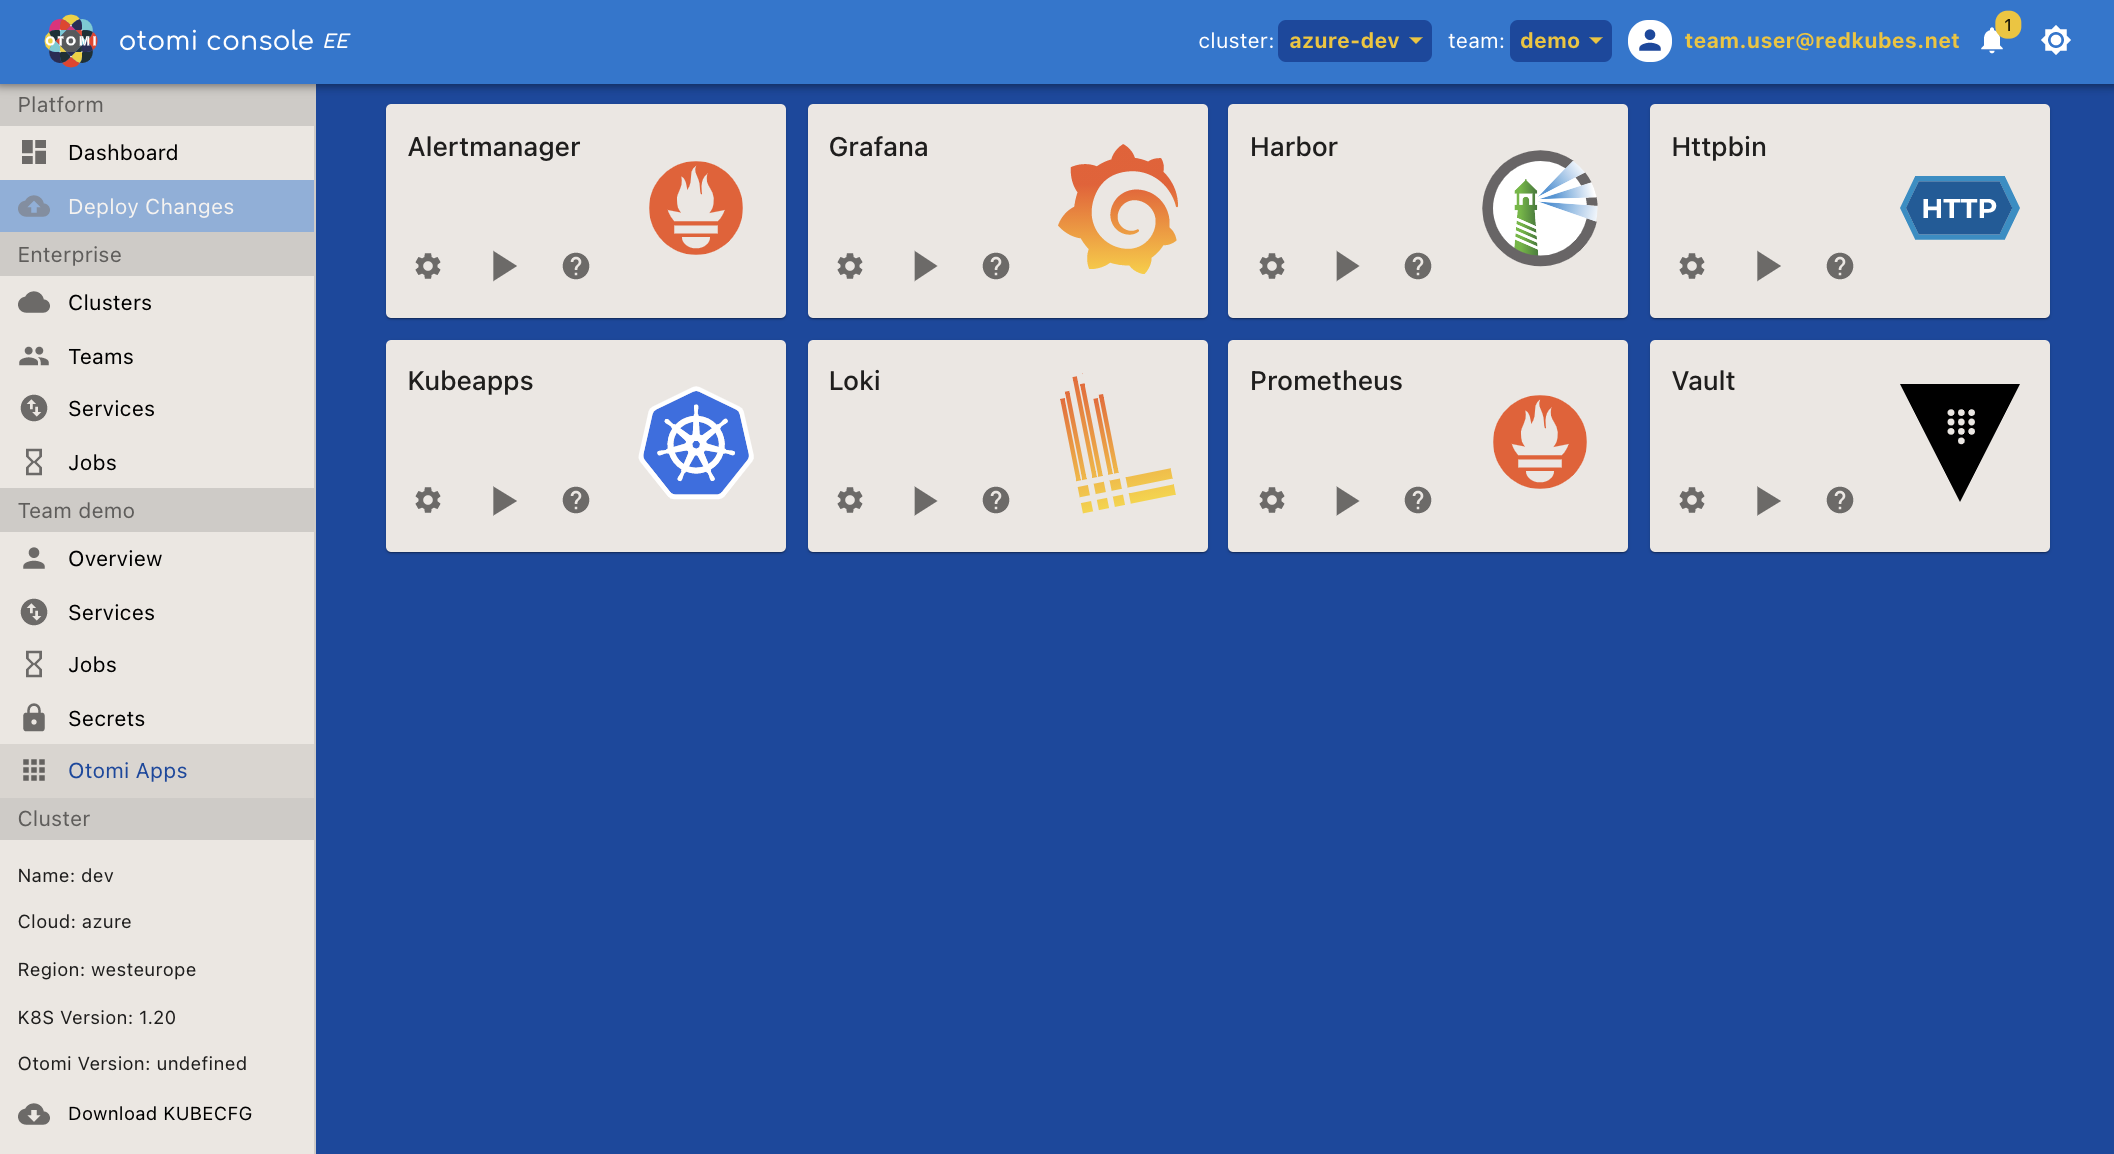 OTOMI
otomi console EE
cluster: azure-dev team: demo team.user@redkubes.net 1
Platform
Dashboard
Deploy Changes
Enterprise
Clusters
Teams
Services
Jobs
Team demo
Overview
Services
Jobs
Secrets
Otomi Apps
Cluster
Name: dev
Cloud: azure
Region: westeurope
K8S Version: 1.20
Otomi Version: undefined
Download KUBECFG
Alertmanager
Grafana
Harbor
Httpbin
HTTP
Kubeapps
Loki
Prometheus
Vault